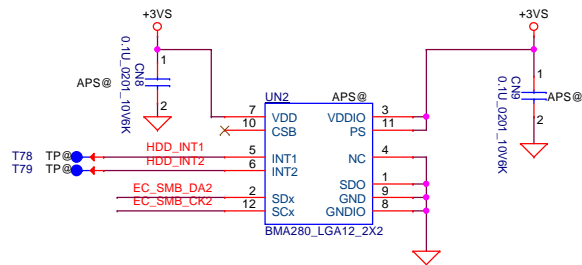 +3VS
+3VS
1
CN8
0.1U_0201_10V6K
APS@
2
1
CN9
0.1U_0201_10V6K
APS@
2
UN2
APS@
7
VDD
VDDIO
3
10
CSB
PS
11
T78
TP@
HDD_INT1
5
INT1
NC
4
T79
TP@
HDD_INT2
6
INT2
SDO
1
EC_SMB_DA2
2
SDx
GND
9
EC_SMB_CK2
12
SCx
GNDIO
8
BMA280_LGA12_2X2